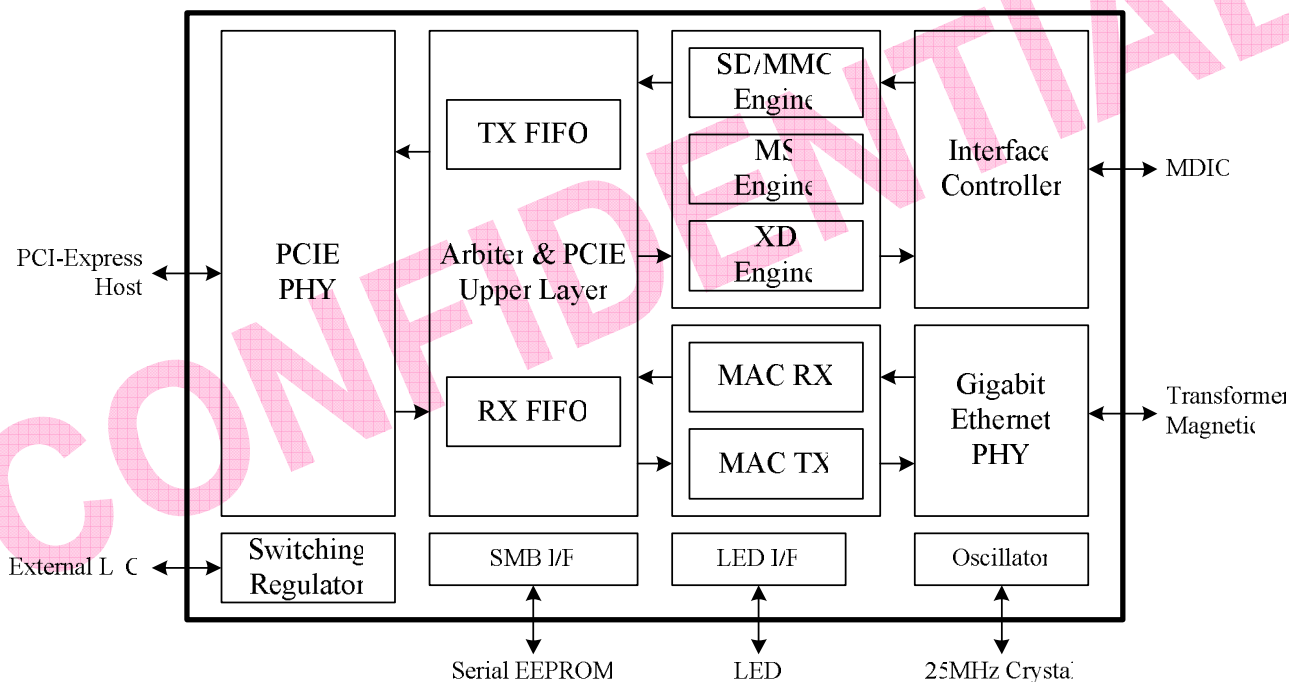 CONFIDENTIAL
SD/MMC
Engine
TX FIFO
MS
Engine
Interface
Controller
MDIO
XD
Engine
PCI-Express
Host
PCIE
PHY
Arbiter & PCIE
Upper Layer
MAC RX
RX FIFO
Gigabit
Ethernet
PHY
Transformer
Magnetic
MAC TX
External L C
Switching
Regulator
SMB I/F
LED I/F
Oscillator
Serial EEPROM
LED
25MHz Crystal